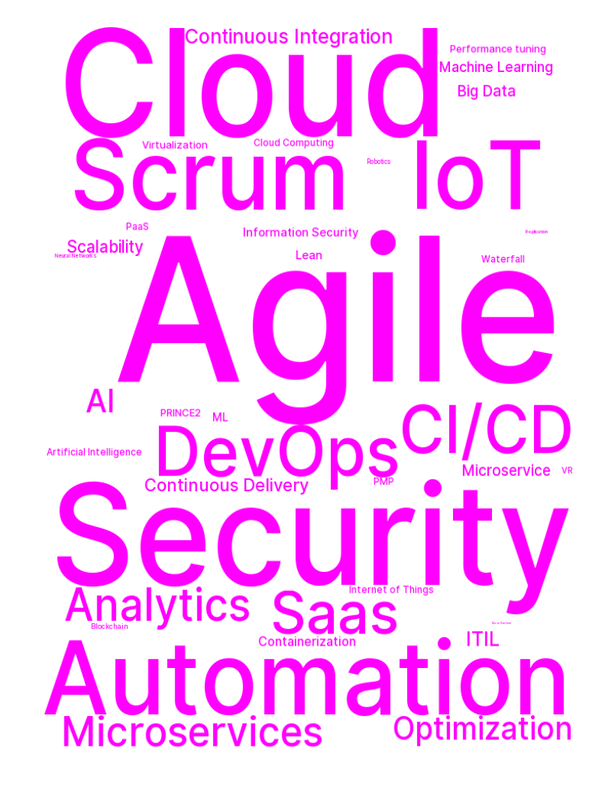 Continuous Integration
Cloud
Performance tuning
Machine Learning
Big Data
Virtualization
Cloud Computing
Scrum
Robotics
IoT
PaaS
Information Security
Scalability
Neural Networks
Lean
Waterfall
Agile
AI
PRINCE2
ML
CI/CD
DevOps
Artificial Intelligence
Microservice
VR
PMP
Continuous Delivery
Security
Internet of Things
Analytics
Saas
Blockchain
ITIL
Containerization
Automation
Microservices
Optimization